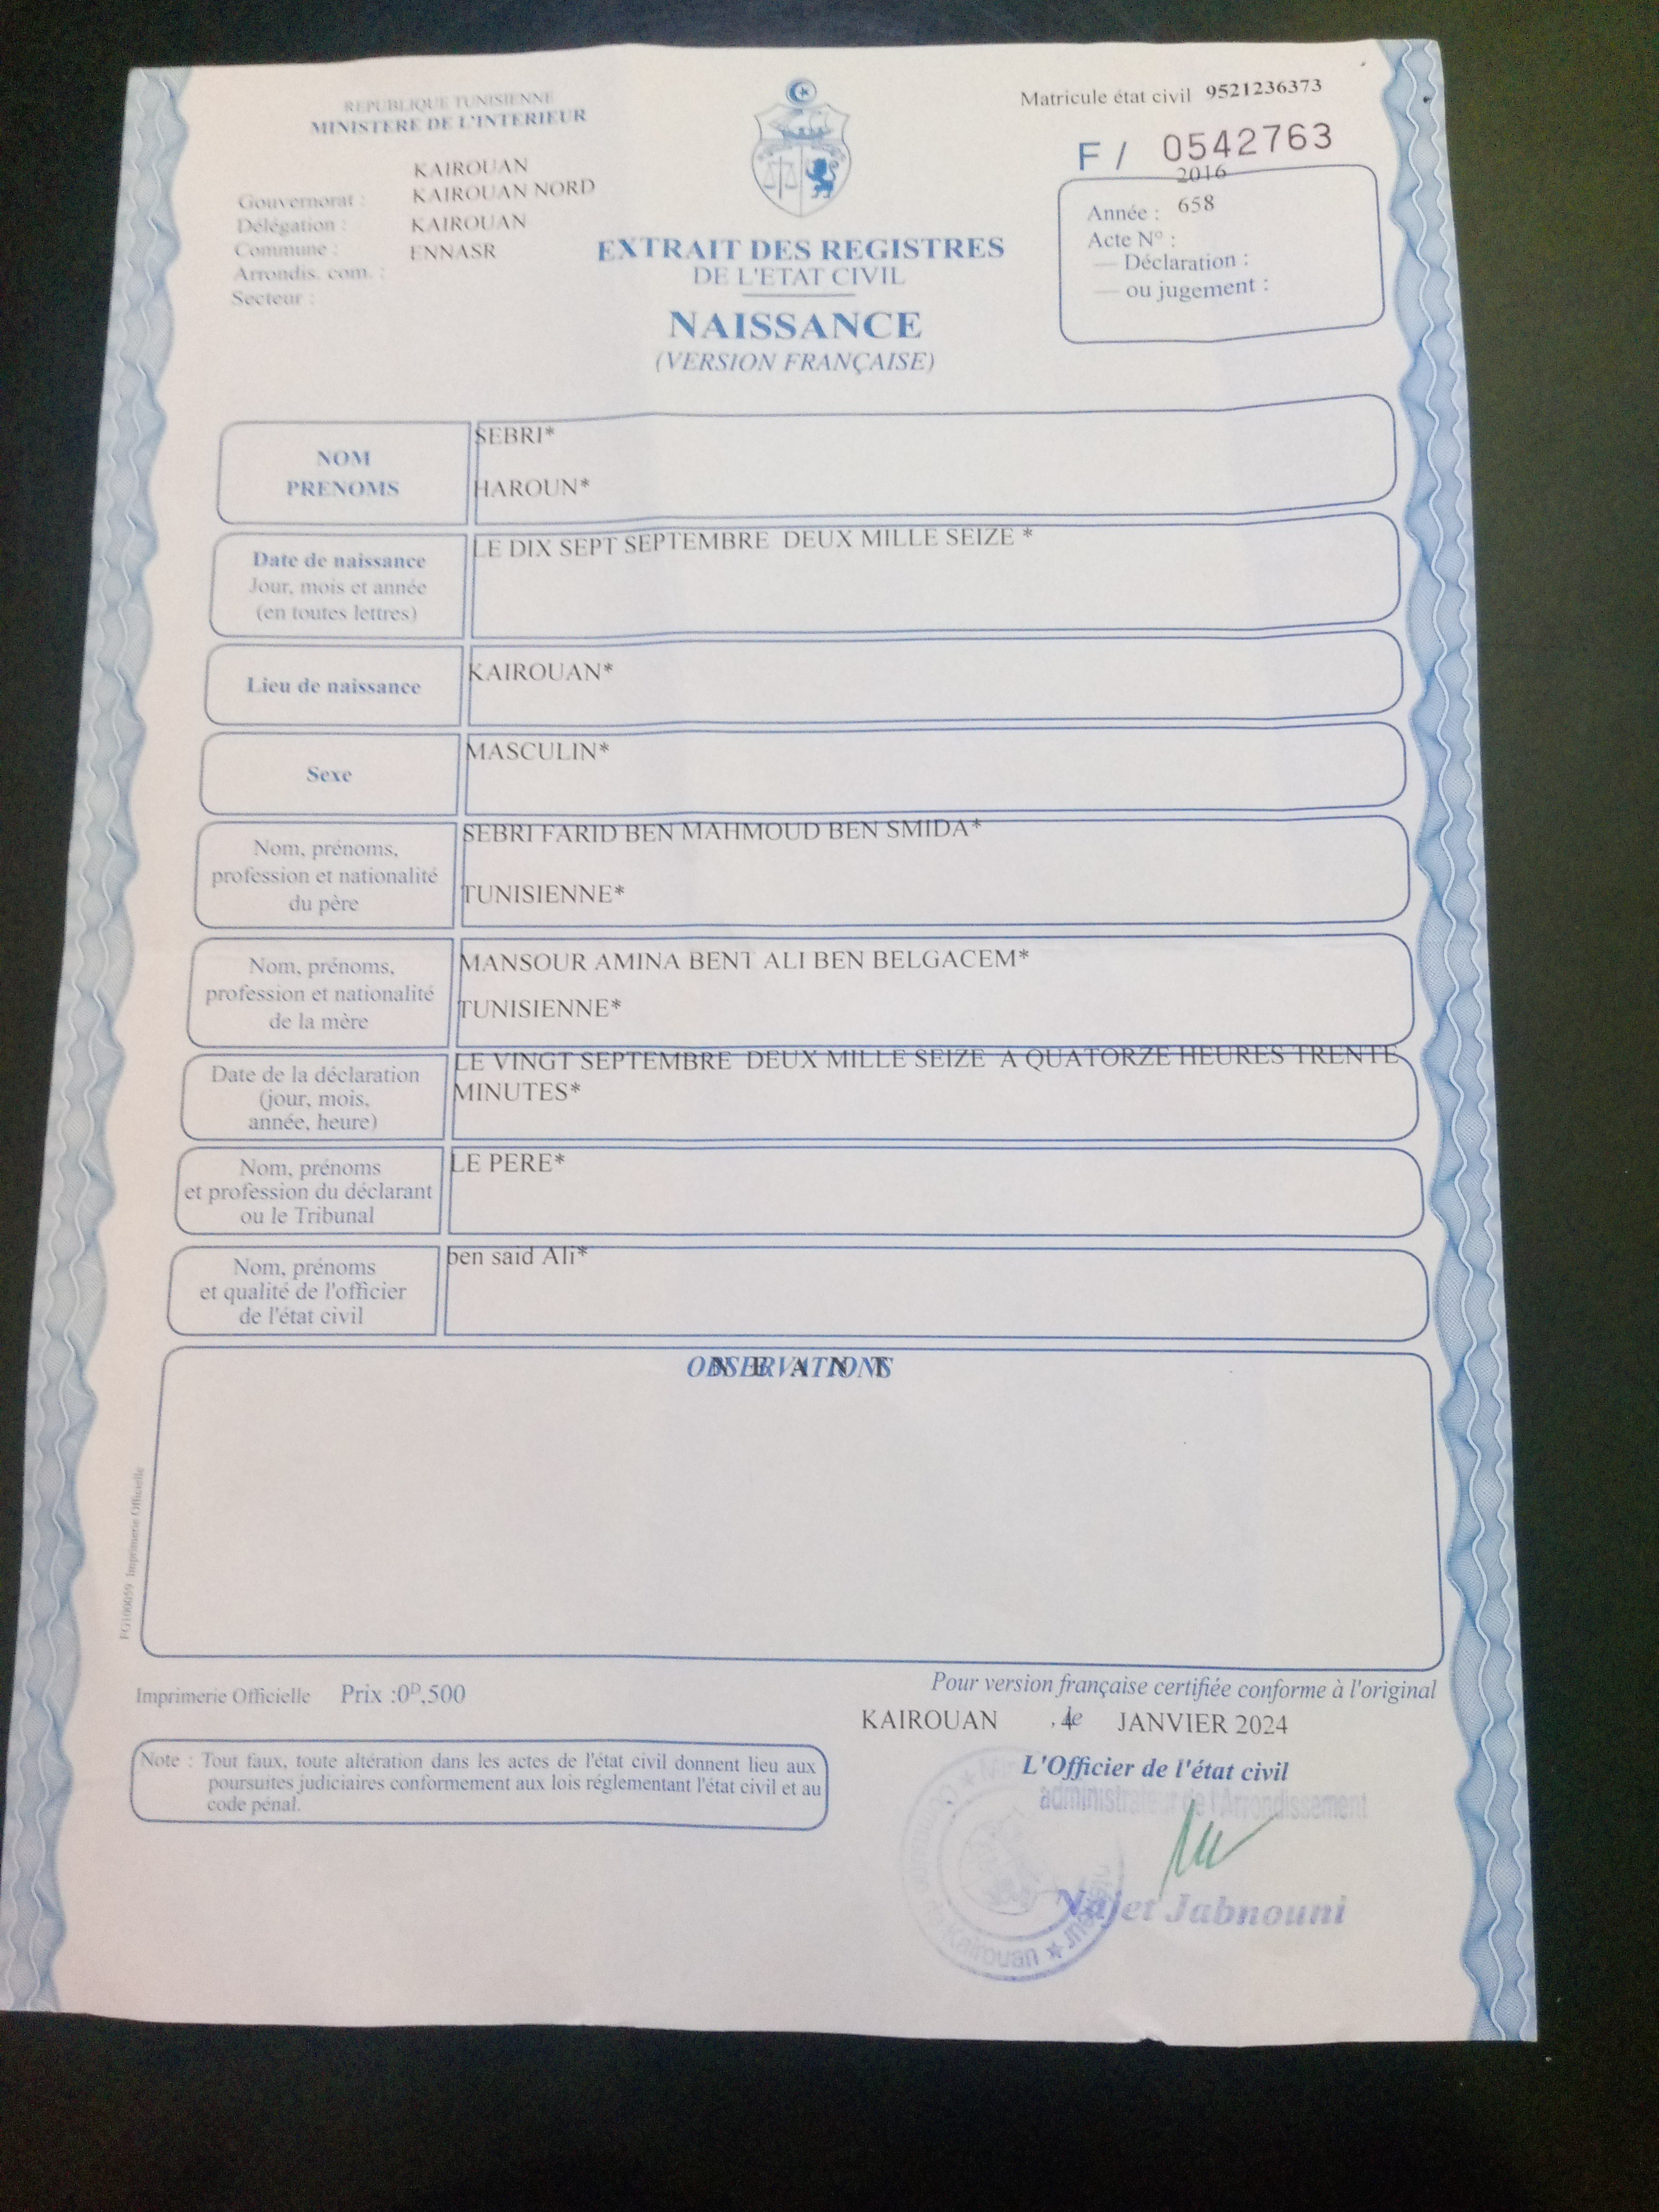 REPUBLIQUE TUNISIENNE
MINISTERE DE L'INTERIEUR
Matricule état civil 9521236373
F / 0542763
KAIROUAN
Gouvernorat : KAIROUAN NORD
Délégation : KAIROUAN
Commune : ENNASR
Arrondis. com. :
Secteur :
2016
Année : 658
Acte N° :
— Déclaration :
— ou jugement :
EXTRAIT DES REGISTRES
DE L'ETAT CIVIL
NAISSANCE
(VERSION FRANÇAISE)
NOM
PRENOMS
SEBRI*
HAROUN*
Date de naissance
Jour, mois et année
(en toutes lettres)
LE DIX SEPT SEPTEMBRE DEUX MILLE SEIZE *
Lieu de naissance
KAIROUAN*
Sexe
MASCULIN*
Nom, prénoms,
profession et nationalité
du père
SEBRI FARID BEN MAHMOUD BEN SMIDA*
TUNISIENNE*
Nom, prénoms,
profession et nationalité
de la mère
MANSOUR AMINA BENT ALI BEN BELGACEM*
TUNISIENNE*
Date de la déclaration
(jour, mois,
année, heure)
LE VINGT SEPTEMBRE DEUX MILLE SEIZE A QUATORZE HEURES TRENTE
MINUTES*
Nom, prénoms
et profession du déclarant
ou le Tribunal
LE PERE*
Nom, prénoms
et qualité de l'officier
de l'état civil
ben said Ali*
OBSERVATIONS
N E A N T
Imprimerie Officielle
Imprimerie Officielle Prix :0ᴰ,500
Pour version française certifiée conforme à l'original
KAIROUAN , le 4 JANVIER 2024
Note : Tout faux, toute altération dans les actes de l'état civil donnent lieu aux
poursuites judiciaires conformement aux lois réglementant l'état civil et au
code pénal.
L'Officier de l'état civil
administrateur de l'Arrondissement
Najet Jabnouni
Kairouan